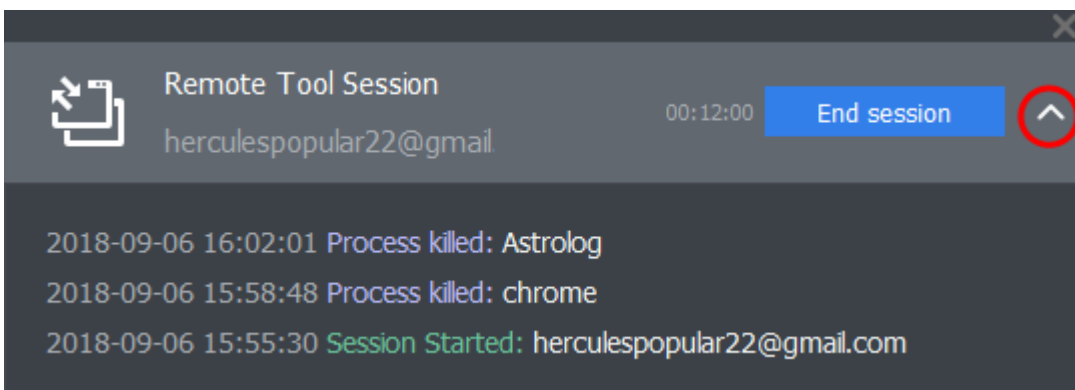 Remote Tool Session
herculespopular22@gmail
00:12:00
End session
2018-09-06 16:02:01 Process killed: Astrolog
2018-09-06 15:58:48 Process killed: chrome
2018-09-06 15:55:30 Session Started: herculespopular22@gmail.com